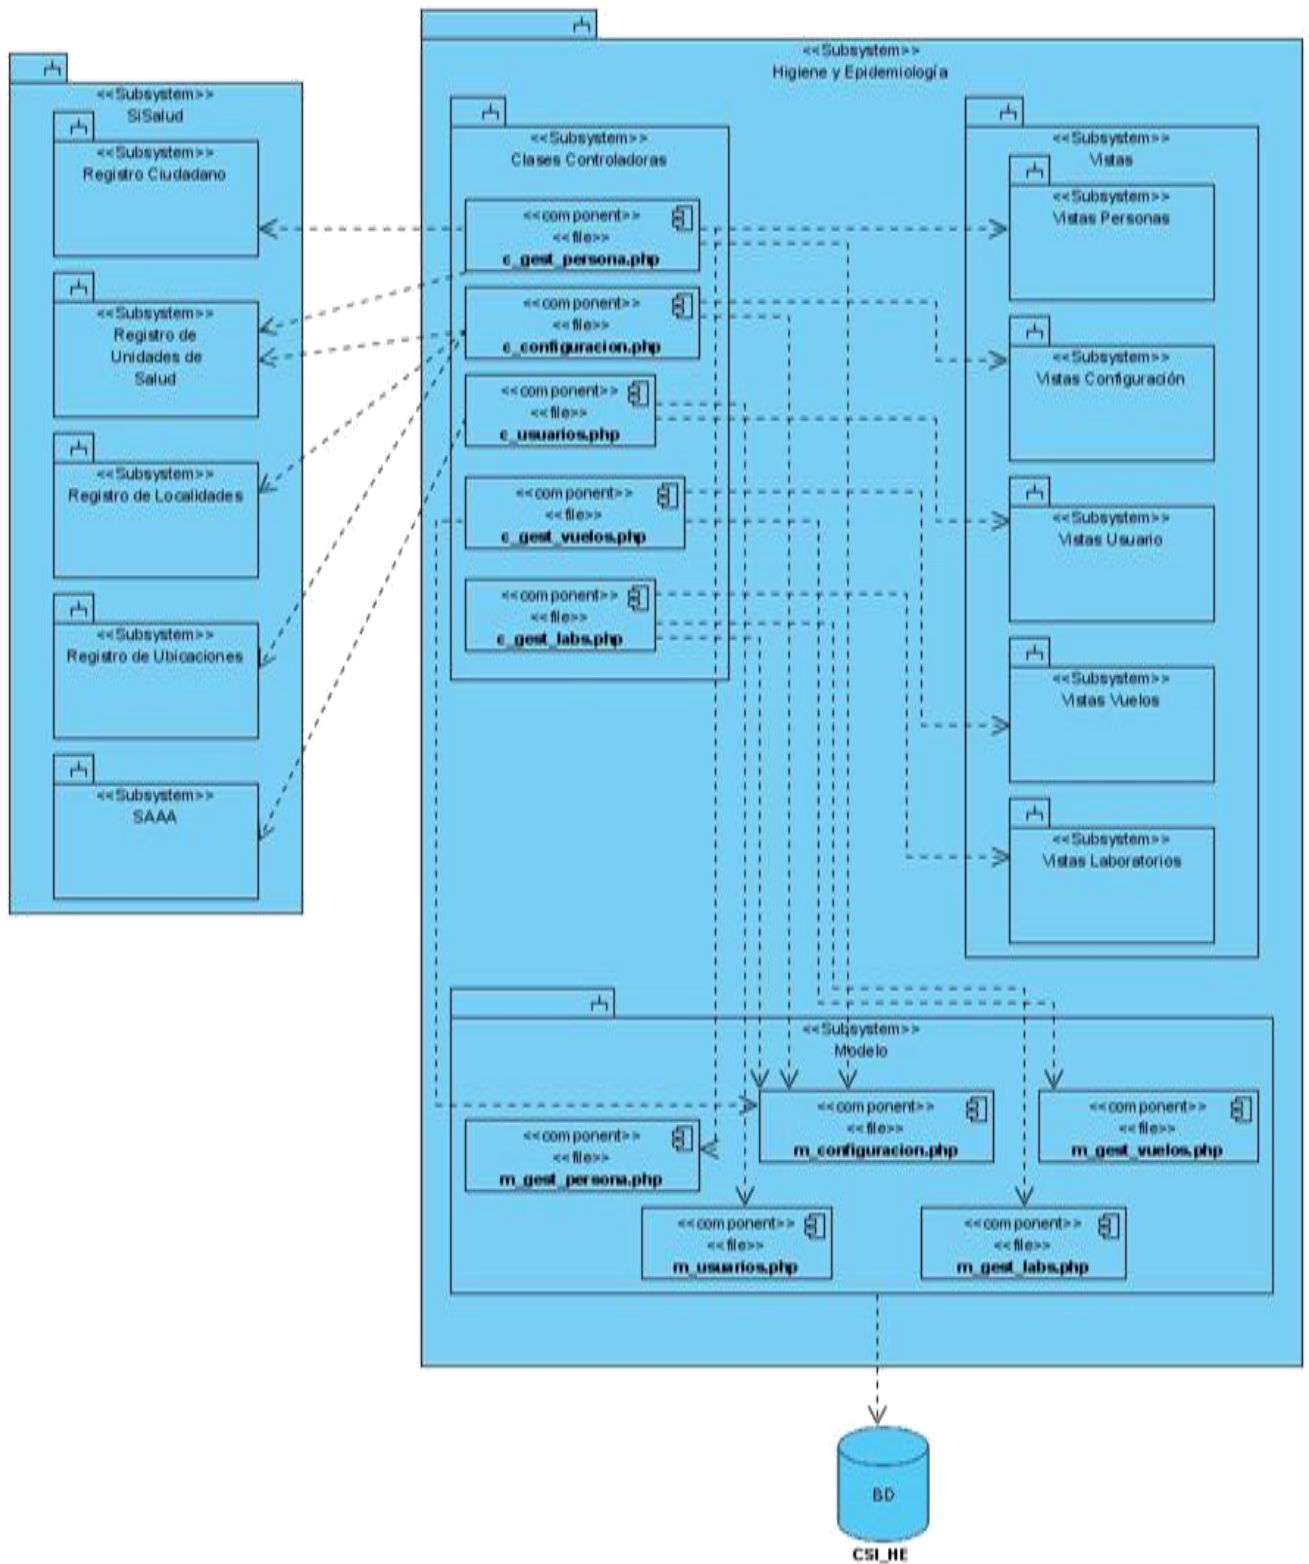 <<Subsystem>>
SiSalud
<<Subsystem>>
Registro Ciudadano
<<Subsystem>>
Registro de
Unidades de
Salud
<<Subsystem>>
Registro de Localidades
<<Subsystem>>
Registro de Ubicaciones
<<Subsystem>>
SAAA
<<Subsystem>>
Higiene y Epidemiología
<<Subsystem>>
Clases Controladoras
<<component>>
<<file>>
c_gest_persona.php
<<component>>
<<file>>
c_configuracion.php
<<component>>
<<file>>
c_usuarios.php
<<component>>
<<file>>
c_gest_vuelos.php
<<component>>
<<file>>
c_gest_labs.php
<<Subsystem>>
Vistas
<<Subsystem>>
Vistas Personas
<<Subsystem>>
Vistas Configuración
<<Subsystem>>
Vistas Usuario
<<Subsystem>>
Vistas Vuelos
<<Subsystem>>
Vistas Laboratorios
<<Subsystem>>
Modelo
<<component>>
<<file>>
m_configuracion.php
<<component>>
<<file>>
m_gest_vuelos.php
<<component>>
<<file>>
m_gest_persona.php
<<component>>
<<file>>
m_usuarios.php
<<component>>
<<file>>
m_gest_labs.php
BD
CSI_HE